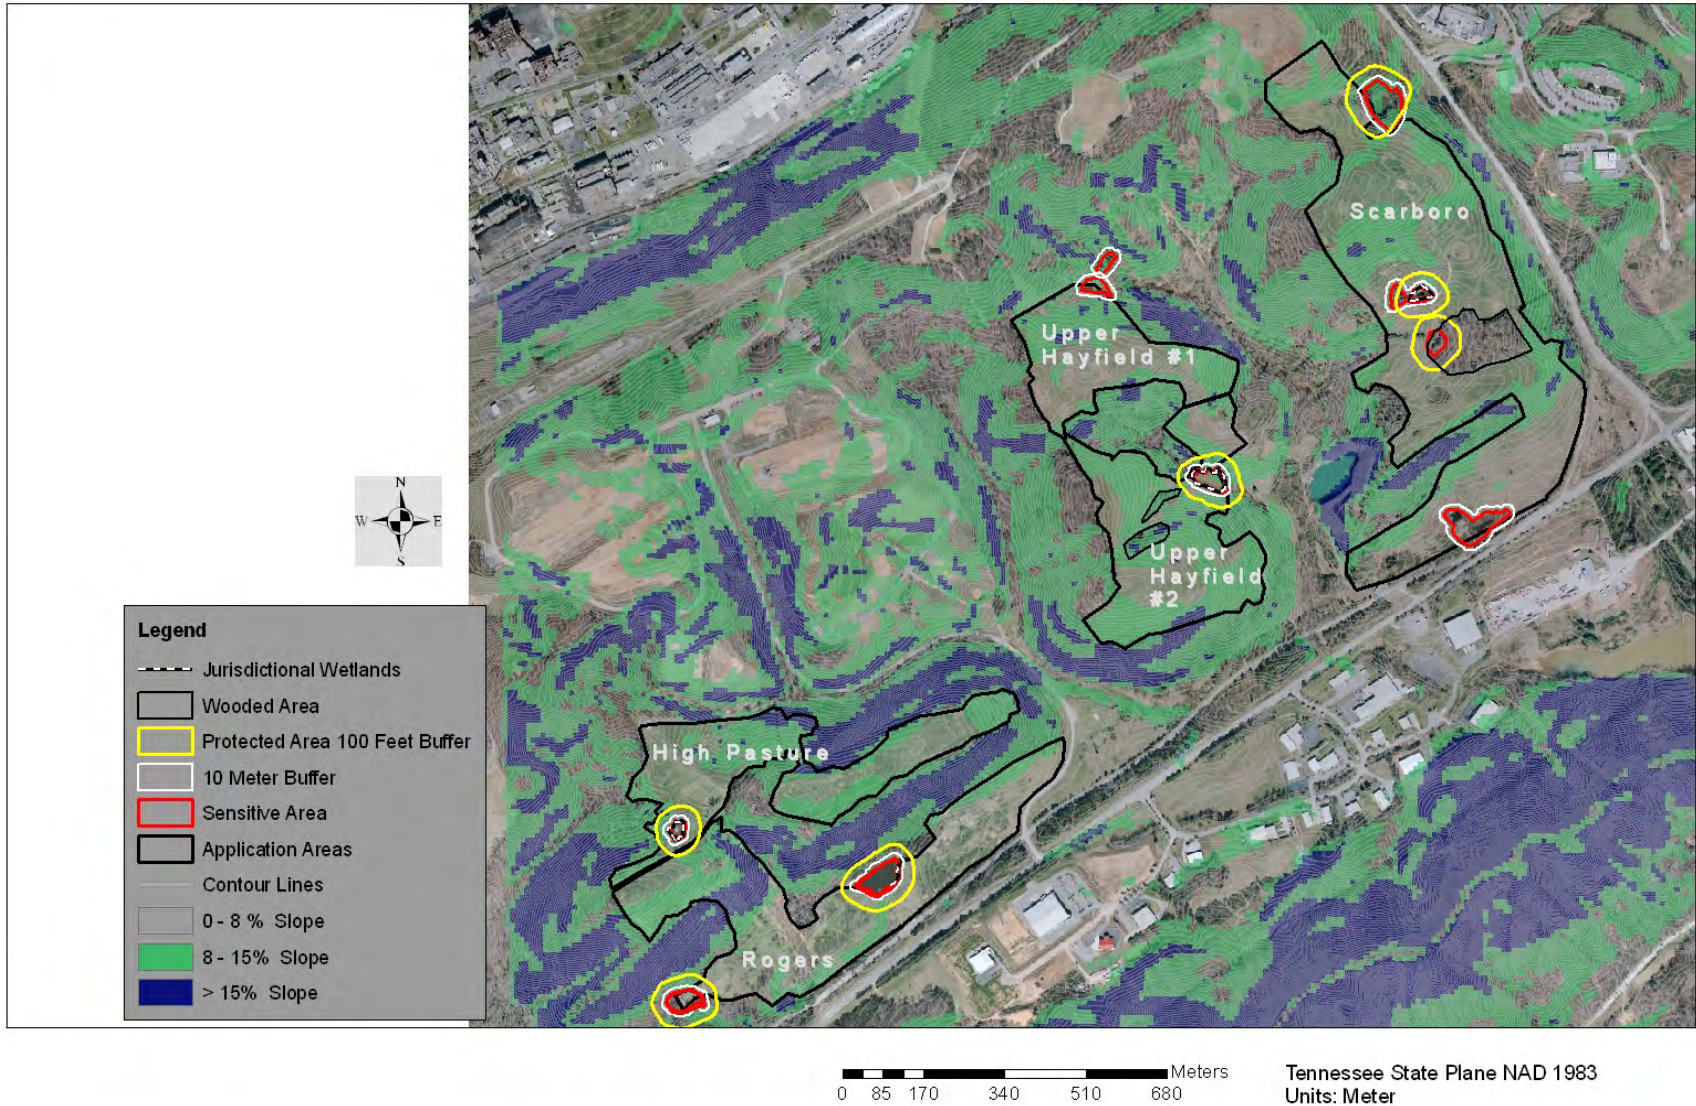 Scarboro
Upper
Hayfield #1
Upper
Hayfield
#2
High Pasture
Rogers
N
W E
S
Legend
Jurisdictional Wetlands
Wooded Area
Protected Area 100 Feet Buffer
10 Meter Buffer
Sensitive Area
Application Areas
Contour Lines
0 - 8 % Slope
8 - 15% Slope
> 15% Slope
Meters
0 85 170 340 510 680
Tennessee State Plane NAD 1983
Units: Meter